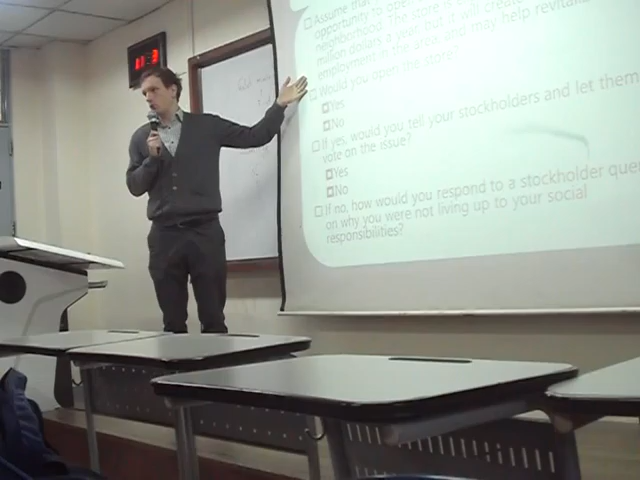 Assume that
opportunity to open
neighborhood. The store is
million dollars a year, but it will create
employment in the area, and may help revitali
Would you open the store?
Yes
No
If yes, would you tell your stockholders and let them
vote on the issue?
Yes
No
If no, how would you respond to a stockholder que
on why you were not living up to your social
responsibilities?